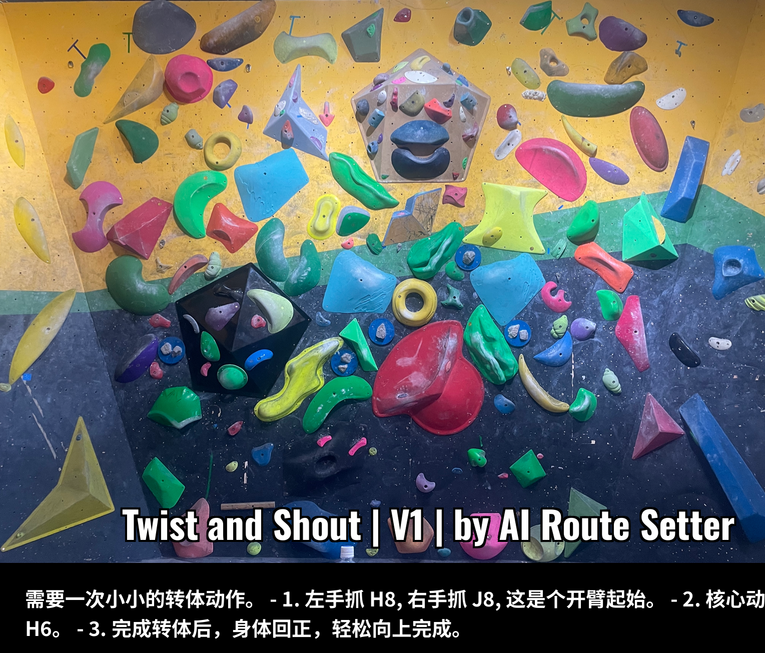 Twist and Shout | V1 | by AI Route Setter
需要一次小小的转体动作。 - 1. 左手抓 H8, 右手抓 J8, 这是个开臂起始。 - 2. 核心动
H6。 - 3. 完成转体后，身体回正，轻松向上完成。